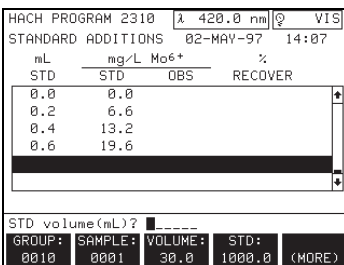 HACH PROGRAM 2310 λ 420.0 nm VIS
STANDARD ADDITIONS 02-MAY-97 14:07
mL mg/L Mo6+ %
STD STD OBS RECOVER
0.0 0.0
0.2 6.6
0.4 13.2
0.6 19.6
STD volume(mL)? _____
GROUP: SAMPLE: VOLUME: STD:
0010 0001 30.0 1000.0 (MORE)